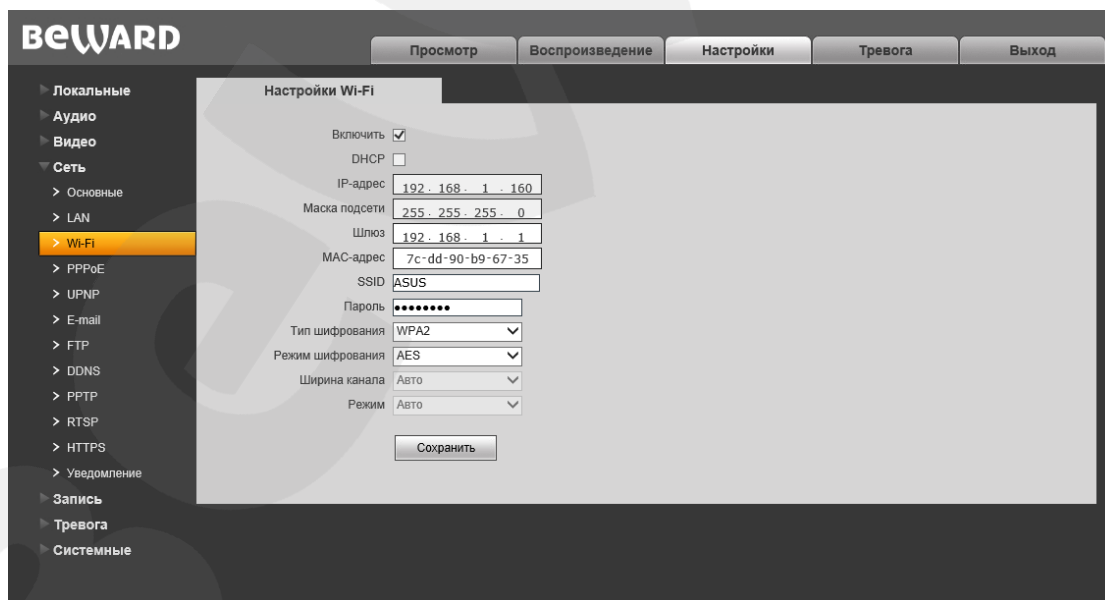 BEWARD
Просмотр
Воспроизведение
Настройки
Тревога
Выход
Локальные
Аудио
Видео
Сеть
Основные
LAN
Wi-Fi
PPPoE
UPNP
E-mail
FTP
DDNS
PPTP
RTSP
HTTPS
Уведомление
Запись
Тревога
Системные
Настройки Wi-Fi
Включить
DHCP
IP-адрес 192 . 168 . 1 . 160
Маска подсети 255 . 255 . 255 . 0
Шлюз 192 . 168 . 1 . 1
MAC-адрес 7c-dd-90-b9-67-35
SSID ASUS
Пароль ●●●●●●●●
Тип шифрования WPA2
Режим шифрования AES
Ширина канала Авто
Режим Авто
Сохранить